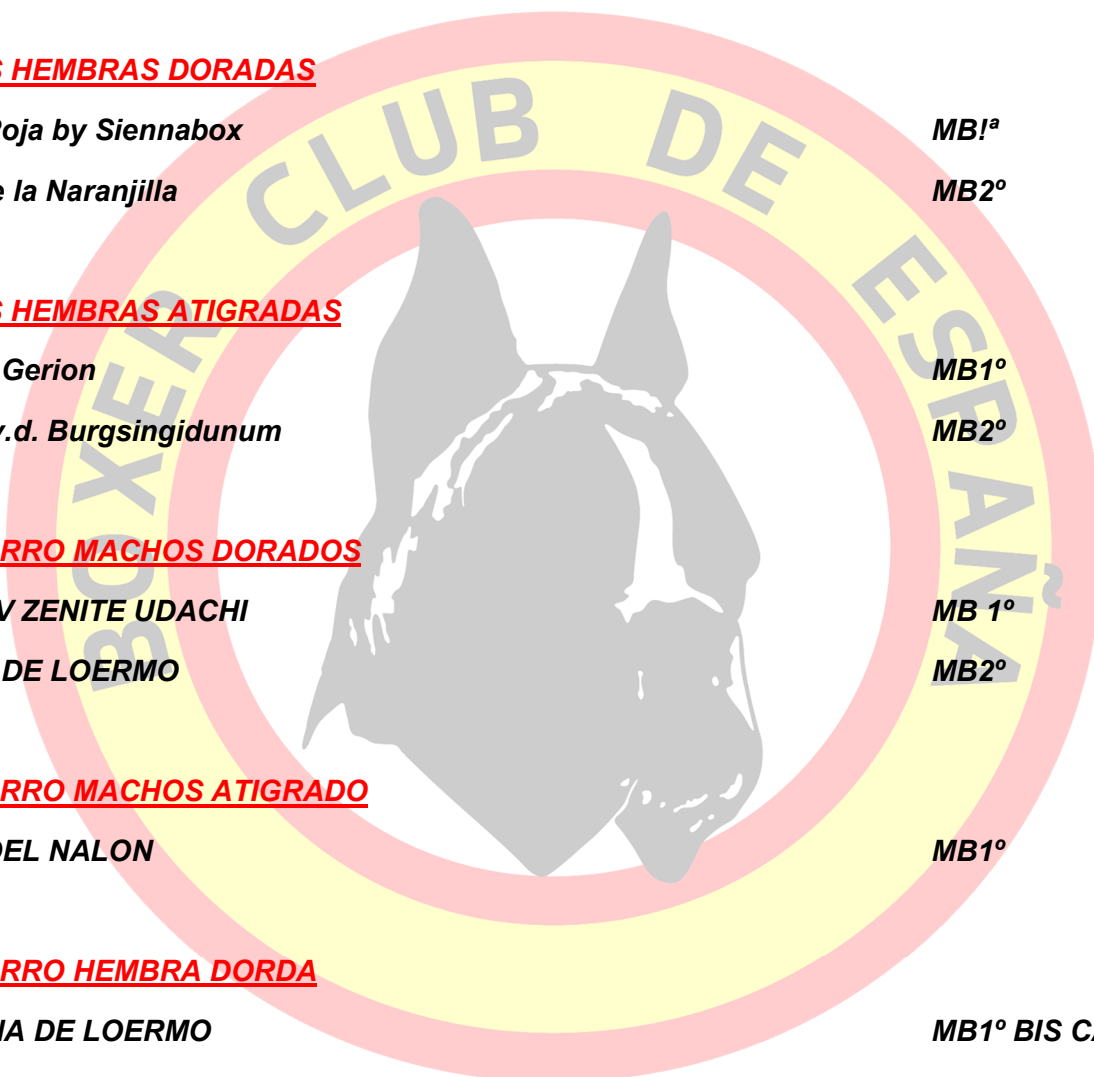 S HEMBRAS DORADAS
Roja by Siennabox MB!ª
e la Naranjilla MB2º
S HEMBRAS ATIGRADAS
Gerion MB1º
v.d. Burgsingidunum MB2º
RRO MACHOS DORADOS
V ZENITE UDACHI MB 1º
DE LOERMO MB2º
RRO MACHOS ATIGRADO
DEL NALON MB1º
RRO HEMBRA DORDA
NA DE LOERMO MB1º BIS CA
BOXER CLUB DE ESPAÑA